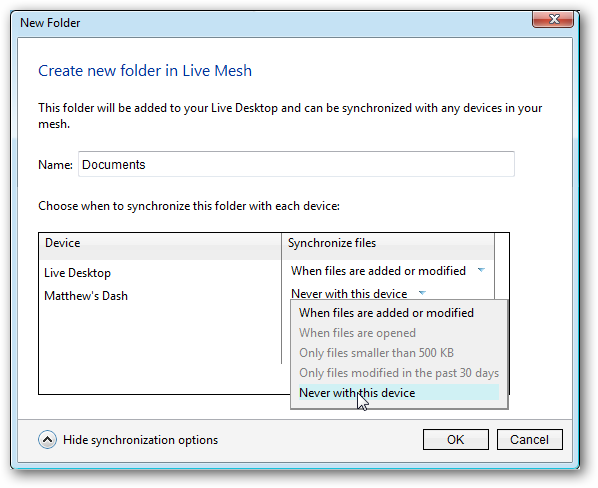 New Folder
Create new folder in Live Mesh
This folder will be added to your Live Desktop and can be synchronized with any devices in your
mesh.
Name: Documents
Choose when to synchronize this folder with each device:
Device Synchronize files
Live Desktop When files are added or modified
Matthew's Dash Never with this device
When files are added or modified
When files are opened
Only files smaller than 500 KB
Only files modified in the past 30 days
Never with this device
Hide synchronization options OK Cancel